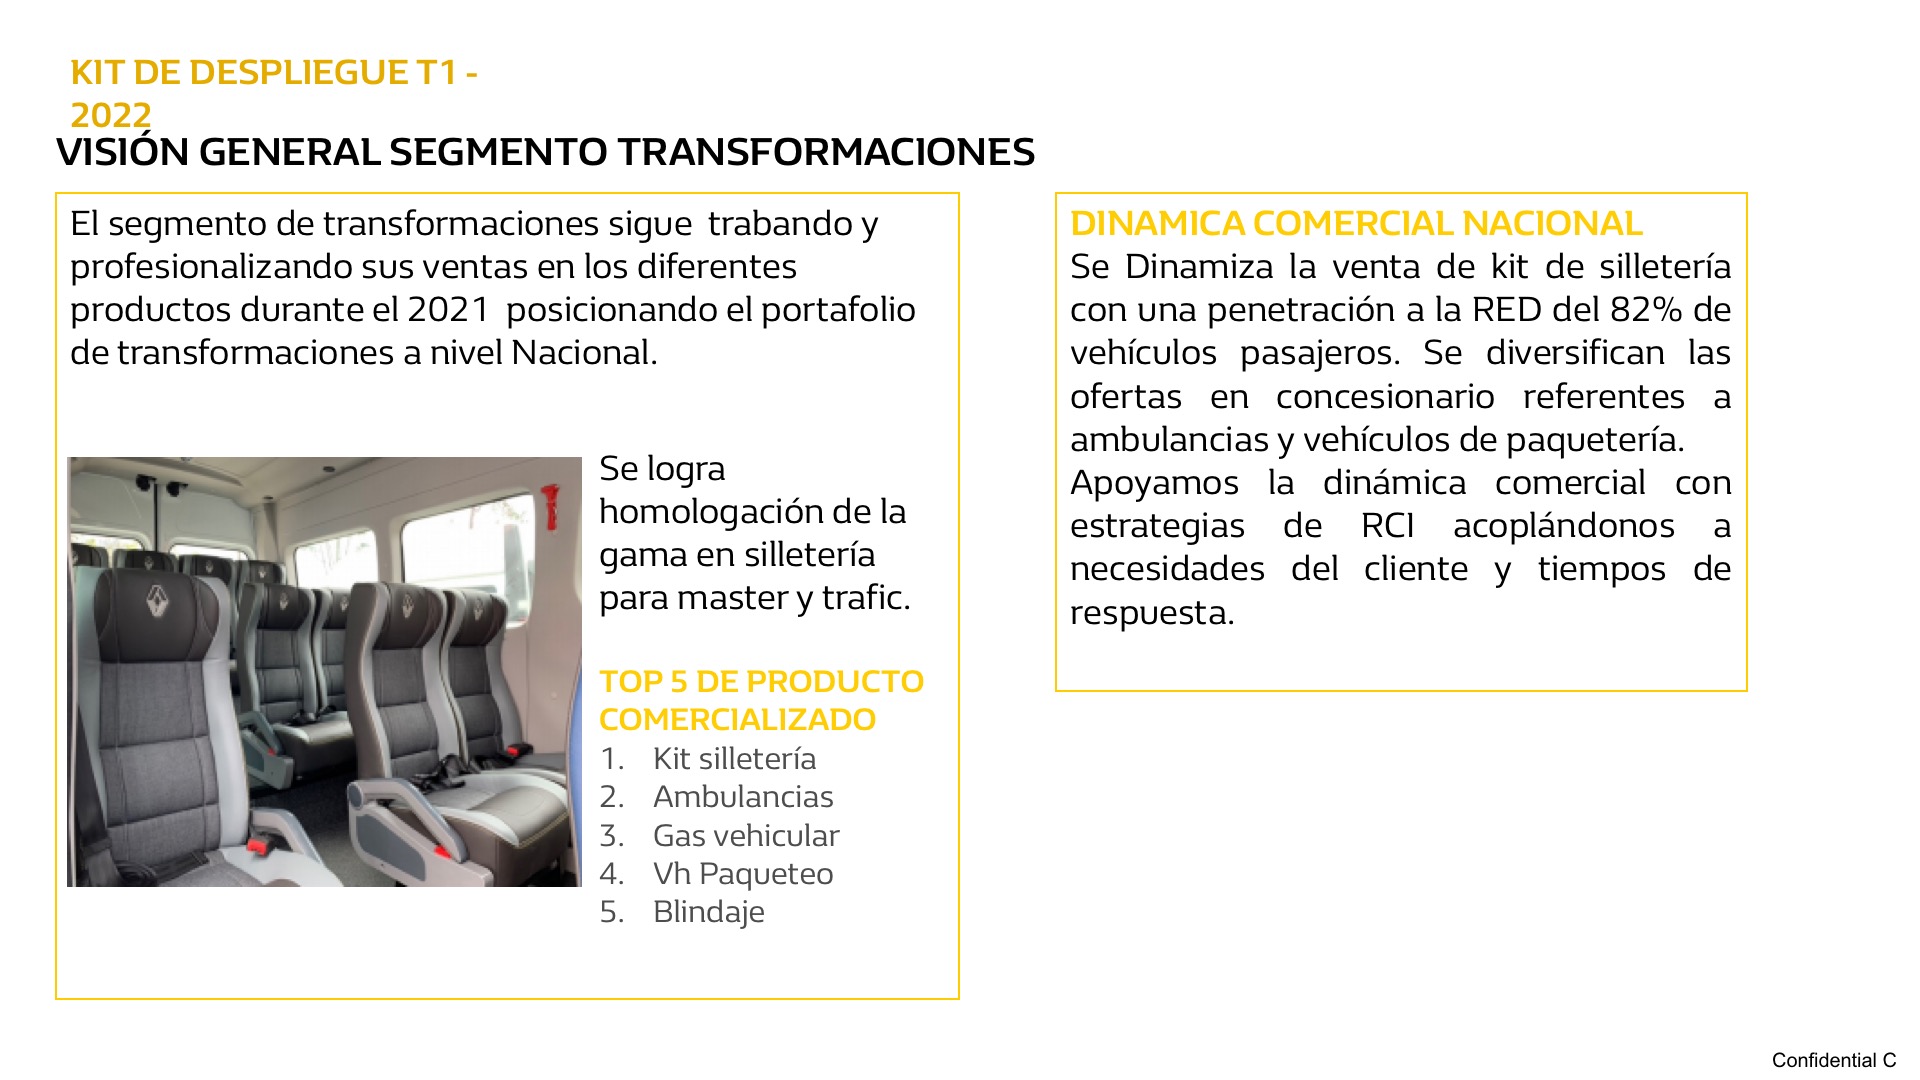 KIT DE DESPLIEGUE T1 -
2022
VISIÓN GENERAL SEGMENTO TRANSFORMACIONES
El segmento de transformaciones sigue  trabando y
profesionalizando sus ventas en los diferentes
productos durante el 2021  posicionando el portafolio
de transformaciones a nivel Nacional.
Se logra
homologación de la
gama en silletería
para master y trafic.
TOP 5 DE PRODUCTO
COMERCIALIZADO
1. Kit silletería
2. Ambulancias
3. Gas vehicular
4. Vh Paqueteo
5. Blindaje
DINAMICA COMERCIAL NACIONAL
Se Dinamiza la venta de kit de silletería
con una penetración a la RED del 82% de
vehículos pasajeros. Se diversifican las
ofertas en concesionario referentes a
ambulancias y vehículos de paquetería.
Apoyamos la dinámica comercial con
estrategias de RCI acoplándonos a
necesidades del cliente y tiempos de
respuesta.
Confidential C